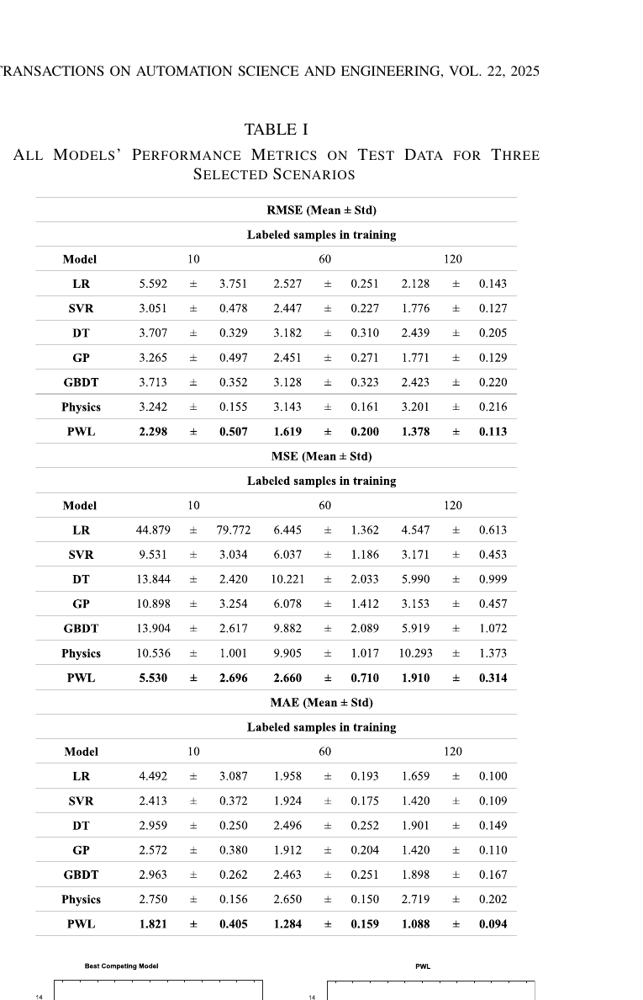 TRANSACTIONS ON AUTOMATION SCIENCE AND ENGINEERING, VOL. 22, 2025
TABLE I
ALL MODELS' PERFORMANCE METRICS ON TEST DATA FOR THREE
SELECTED SCENARIOS
RMSE (Mean ± Std)
Labeled samples in training
Model 10 60 120
LR 5.592 ± 3.751 2.527 ± 0.251 2.128 ± 0.143
SVR 3.051 ± 0.478 2.447 ± 0.227 1.776 ± 0.127
DT 3.707 ± 0.329 3.182 ± 0.310 2.439 ± 0.205
GP 3.265 ± 0.497 2.451 ± 0.271 1.771 ± 0.129
GBDT 3.713 ± 0.352 3.128 ± 0.323 2.423 ± 0.220
Physics 3.242 ± 0.155 3.143 ± 0.161 3.201 ± 0.216
PWL 2.298 ± 0.507 1.619 ± 0.200 1.378 ± 0.113
MSE (Mean ± Std)
Labeled samples in training
Model 10 60 120
LR 44.879 ± 79.772 6.445 ± 1.362 4.547 ± 0.613
SVR 9.531 ± 3.034 6.037 ± 1.186 3.171 ± 0.453
DT 13.844 ± 2.420 10.221 ± 2.033 5.990 ± 0.999
GP 10.898 ± 3.254 6.078 ± 1.412 3.153 ± 0.457
GBDT 13.904 ± 2.617 9.882 ± 2.089 5.919 ± 1.072
Physics 10.536 ± 1.001 9.905 ± 1.017 10.293 ± 1.373
PWL 5.530 ± 2.696 2.660 ± 0.710 1.910 ± 0.314
MAE (Mean ± Std)
Labeled samples in training
Model 10 60 120
LR 4.492 ± 3.087 1.958 ± 0.193 1.659 ± 0.100
SVR 2.413 ± 0.372 1.924 ± 0.175 1.420 ± 0.109
DT 2.959 ± 0.250 2.496 ± 0.252 1.901 ± 0.149
GP 2.572 ± 0.380 1.912 ± 0.204 1.420 ± 0.110
GBDT 2.963 ± 0.262 2.463 ± 0.251 1.898 ± 0.167
Physics 2.750 ± 0.156 2.650 ± 0.150 2.719 ± 0.202
PWL 1.821 ± 0.405 1.284 ± 0.159 1.088 ± 0.094
Best Competing Model PWL
14 14